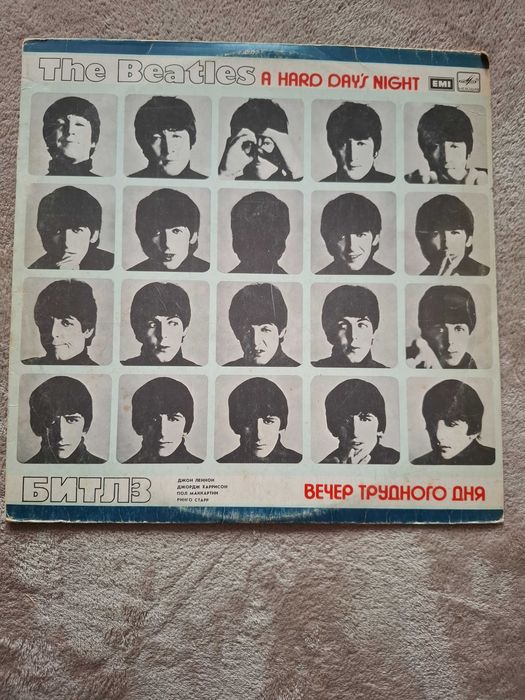 The Beatles A HARD DAY'S NIGHT EMI
БИТЛЗ
ДЖОН ЛЕННОН
ДЖОРДЖ ХАРРИСОН
ПОЛ МАККАРТНИ
РИНГО СТАРР
ВЕЧЕР ТРУДНОГО ДНЯ